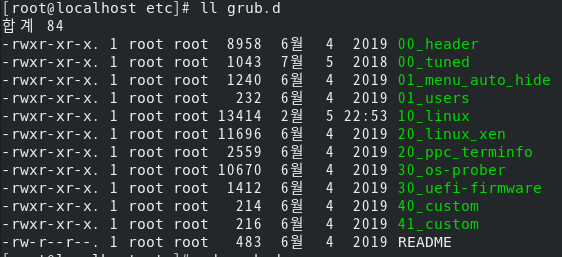 [root@localhost etc]# ll grub.d
합계 84
-rwxr-xr-x. 1 root root  8958  6월  4  2019 00_header
-rwxr-xr-x. 1 root root  1043  7월  5  2018 00_tuned
-rwxr-xr-x. 1 root root  1240  6월  4  2019 01_menu_auto_hide
-rwxr-xr-x. 1 root root   232  6월  4  2019 01_users
-rwxr-xr-x. 1 root root 13414  2월  5 22:53 10_linux
-rwxr-xr-x. 1 root root 11696  6월  4  2019 20_linux_xen
-rwxr-xr-x. 1 root root  2559  6월  4  2019 20_ppc_terminfo
-rwxr-xr-x. 1 root root 10670  6월  4  2019 30_os-prober
-rwxr-xr-x. 1 root root  1412  6월  4  2019 30_uefi-firmware
-rwxr-xr-x. 1 root root   214  6월  4  2019 40_custom
-rwxr-xr-x. 1 root root   216  6월  4  2019 41_custom
-rw-r--r--. 1 root root   483  6월  4  2019 README